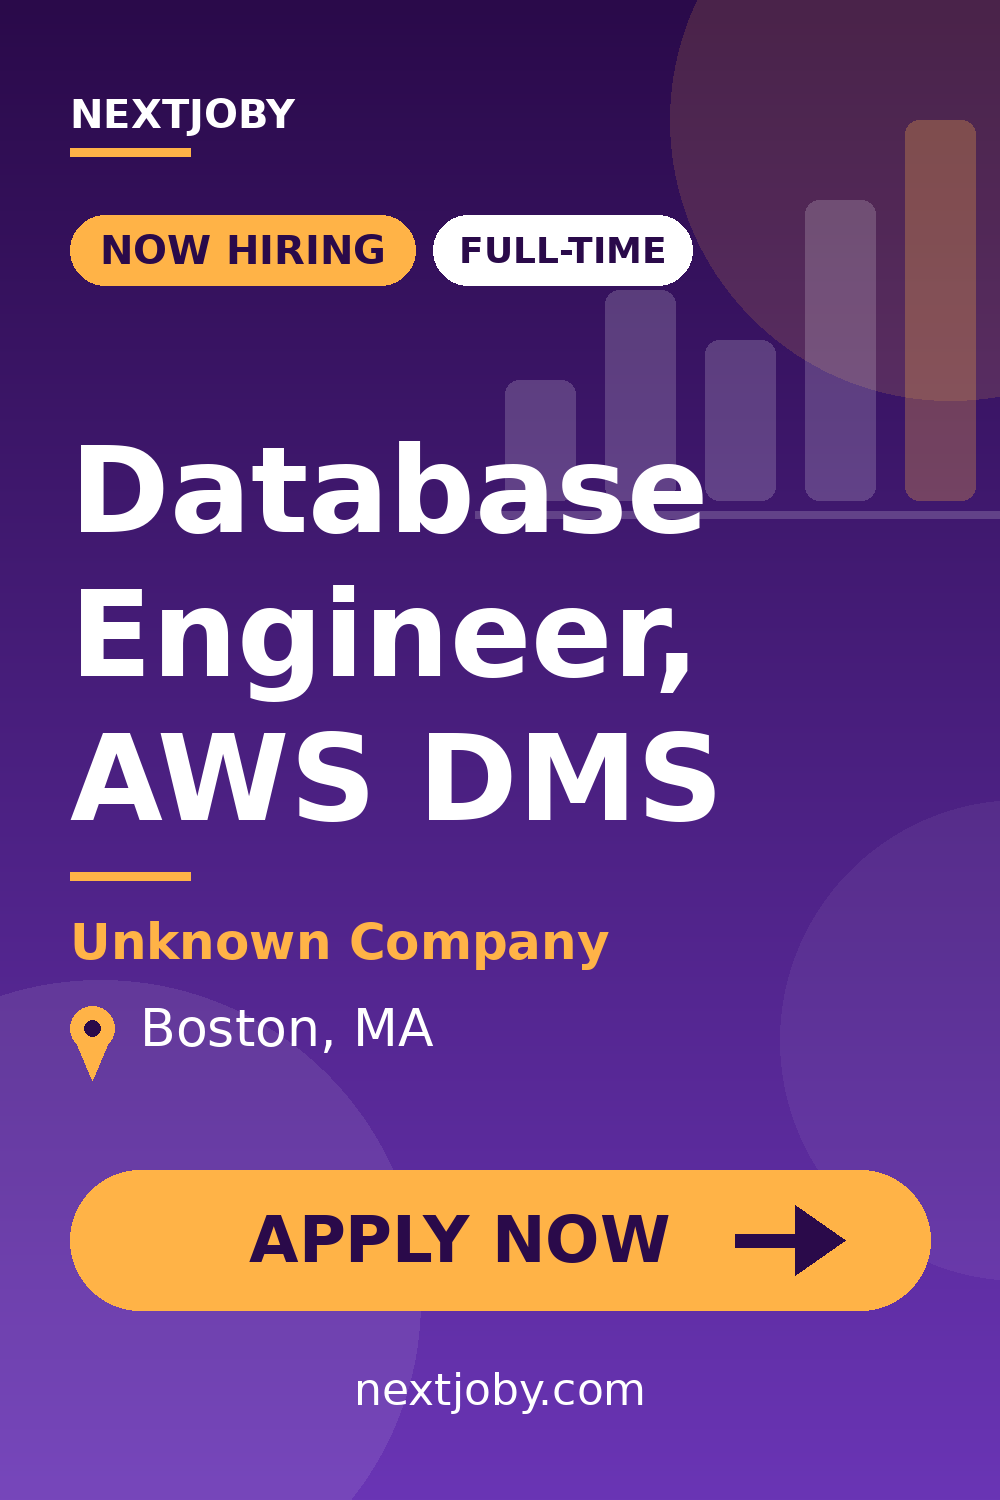 NEXTJOBY
NOW HIRING
FULL-TIME
Database
Engineer,
AWS DMS
Unknown Company
Boston, MA
APPLY NOW
nextjoby.com